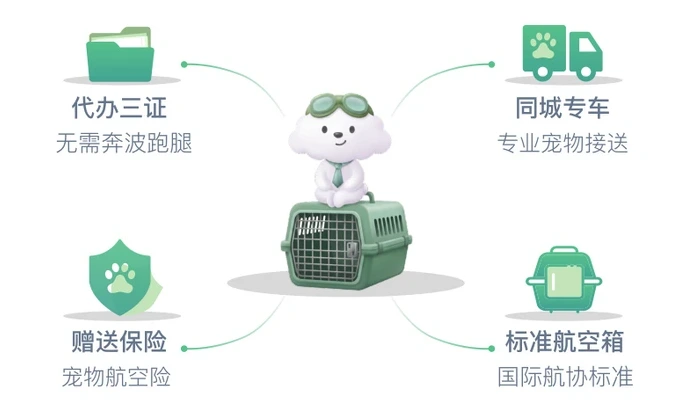 代办三证
无需奔波跑腿
同城专车
专业宠物接送
赠送保险
宠物航空险
标准航空箱
国际航协标准